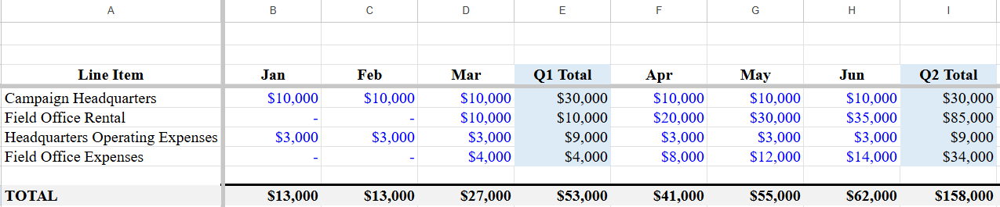 A B C D E F G H I
Line Item Jan Feb Mar Q1 Total Apr May Jun Q2 Total
Campaign Headquarters $10,000 $10,000 $10,000 $30,000 $10,000 $10,000 $10,000 $30,000
Field Office Rental - - $10,000 $10,000 $20,000 $30,000 $35,000 $85,000
Headquarters Operating Expenses $3,000 $3,000 $3,000 $9,000 $3,000 $3,000 $3,000 $9,000
Field Office Expenses - - $4,000 $4,000 $8,000 $12,000 $14,000 $34,000
TOTAL $13,000 $13,000 $27,000 $53,000 $41,000 $55,000 $62,000 $158,000